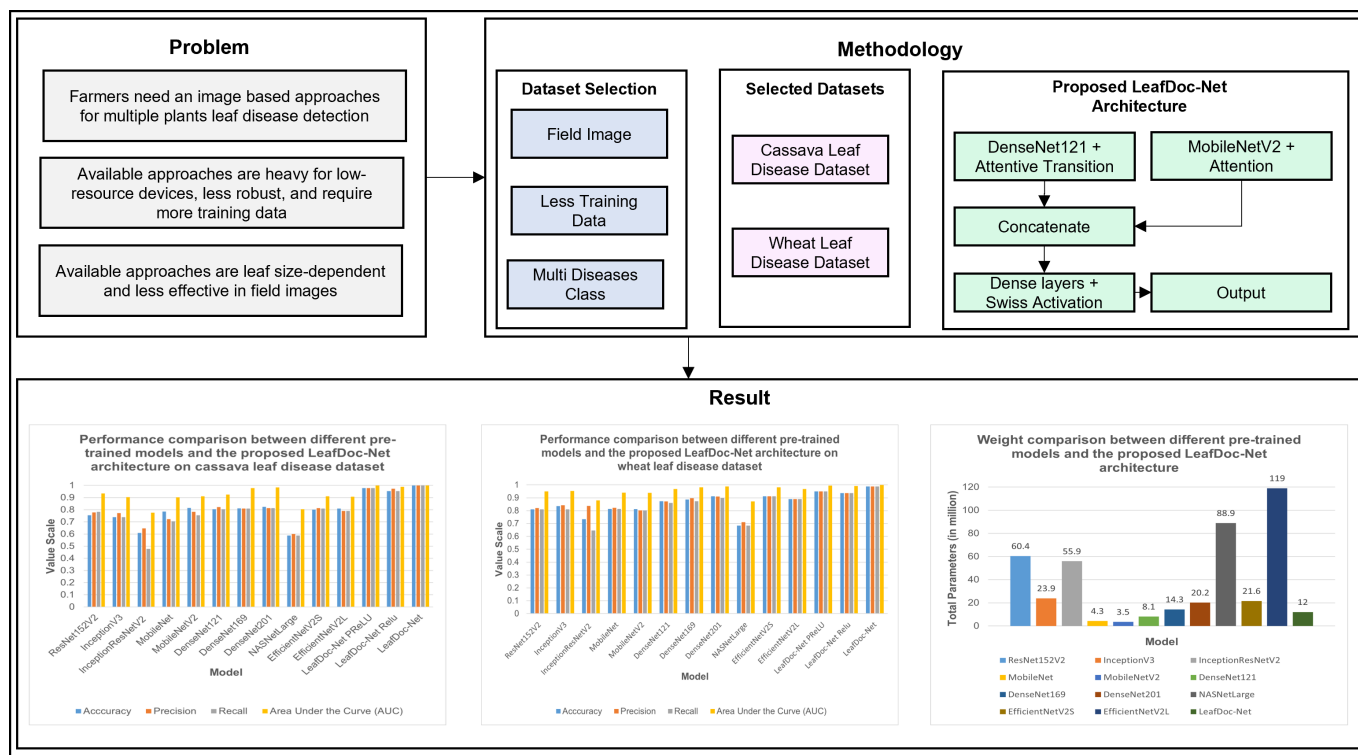 Problem
Farmers need an image based approaches
for multiple plants leaf disease detection
Available approaches are heavy for low-
resource devices, less robust, and require
more training data
Available approaches are leaf size-dependent
and less effective in field images
Methodology
Dataset Selection
Field Image
Less Training
Data
Multi Diseases
Class
Selected Datasets
Cassava Leaf
Disease Dataset
Wheat Leaf
Disease Dataset
Proposed LeafDoc-Net
Architecture
DenseNet121 +
Attentive Transition
MobileNetV2 +
Attention
Concatenate
Dense layers +
Swiss Activation
Output
Result
Performance comparison between different pre-
trained models and the proposed LeafDoc-Net
architecture on cassava leaf disease dataset
Value Scale
1
0.9
0.8
0.7
0.6
0.5
0.4
0.3
0.2
0.1
0
ResNet152V2
InceptionV3
InceptionResNetV2
MobileNet
MobileNetV2
DenseNet121
DenseNet169
DenseNet201
NASNetLarge
EfficientNetV2S
EfficientNetV2L
LeafDoc-Net PReLU
LeafDoc-Net Relu
LeafDoc-Net
Model
Acccuracy Precision Recall Area Under the Curve (AUC)
Performance comparison between different pre-trained
models and the proposed LeafDoc-Net architecture on
wheat leaf disease dataset
Value Scale
1
0.9
0.8
0.7
0.6
0.5
0.4
0.3
0.2
0.1
0
ResNet152V2
InceptionV3
InceptionResNetV2
MobileNet
MobileNetV2
DenseNet121
DenseNet169
DenseNet201
NASNetLarge
EfficientNetV2S
EfficientNetV2L
LeafDoc-Net PReLU
LeafDoc-Net Relu
LeafDoc-Net
Model
Acccuracy Precision Recall Area Under the Curve (AUC)
Weight comparison between different pre-trained
models and the proposed LeafDoc-Net
architecture
Total Parameters (in million)
120
100
80
60
40
20
0
60.4
23.9
55.9
4.3
3.5
8.1
14.3
20.2
88.9
21.6
119
12
Model
ResNet152V2 InceptionV3 InceptionResNetV2
MobileNet MobileNetV2 DenseNet121
DenseNet169 DenseNet201 NASNetLarge
EfficientNetV2S EfficientNetV2L LeafDoc-Net